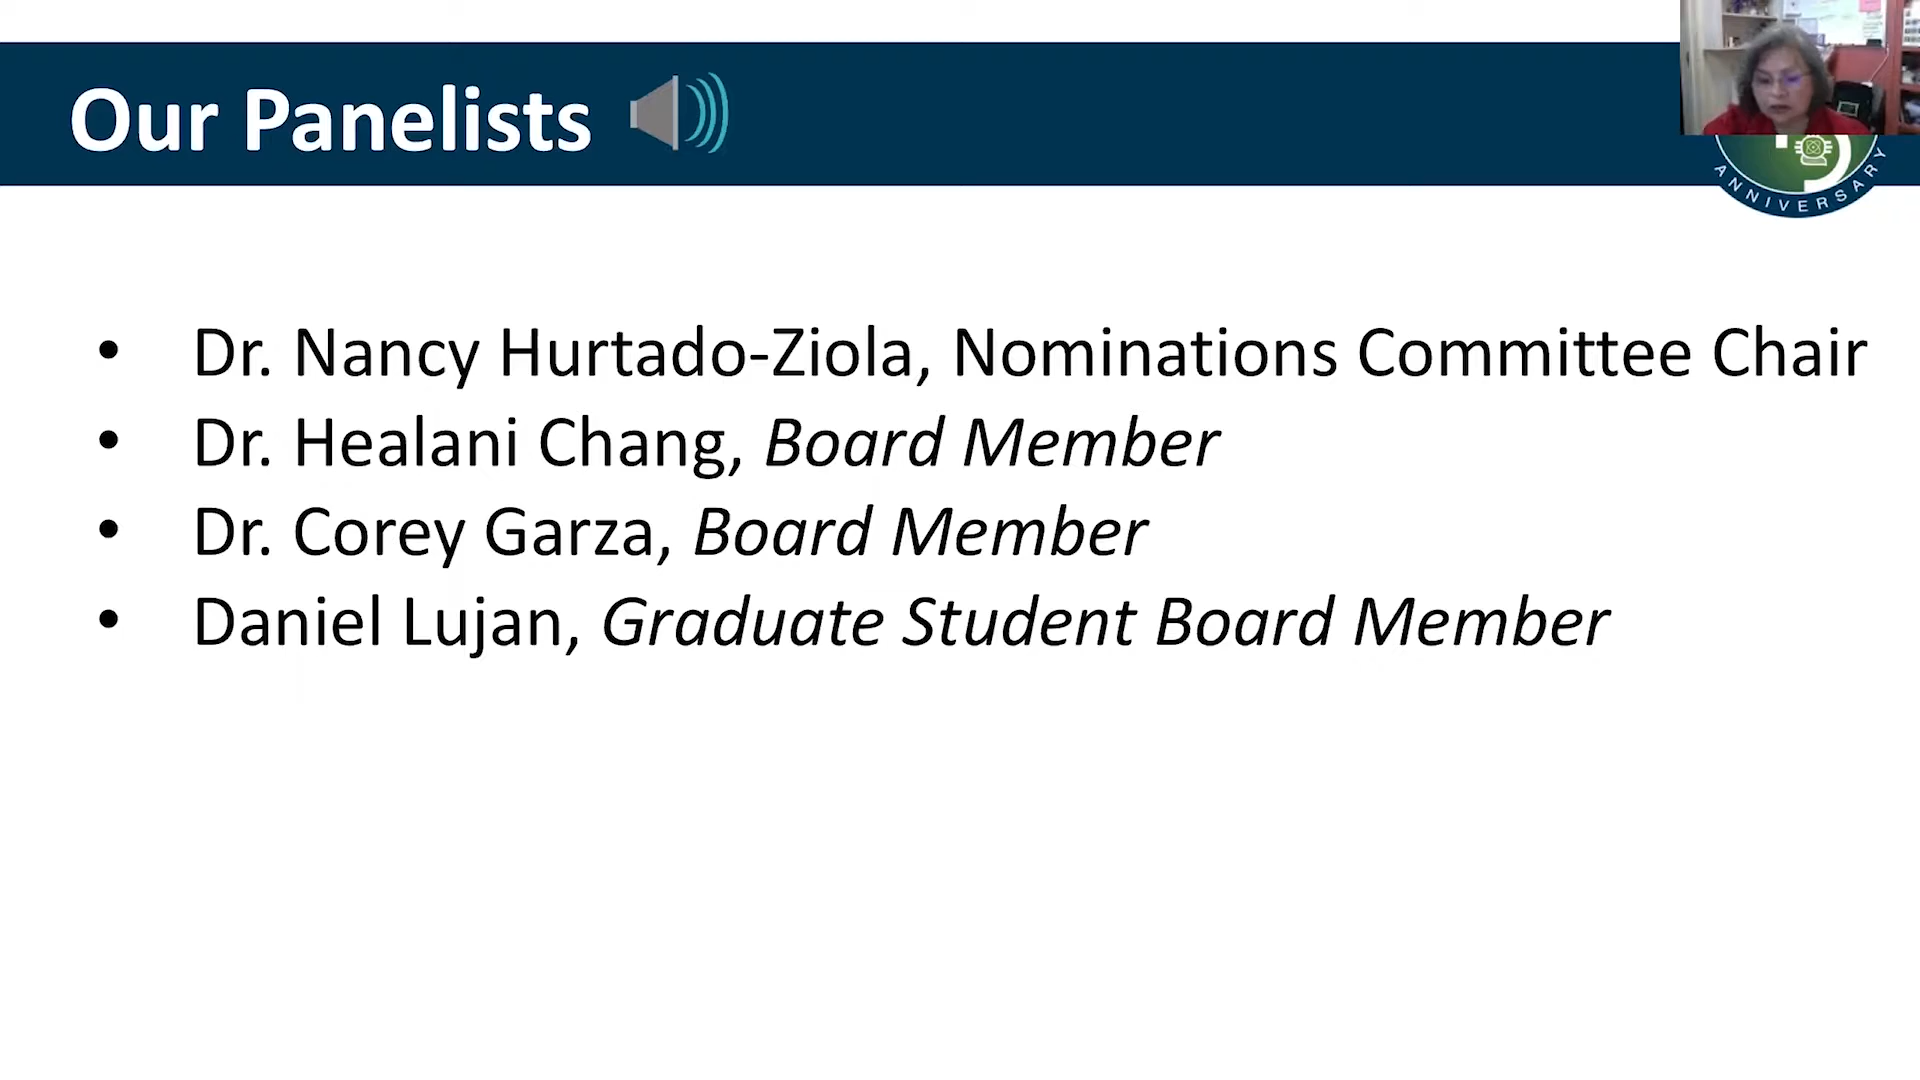 Our Panelists
ANNIVERSARY
• Dr. Nancy Hurtado-Ziola, Nominations Committee Chair
• Dr. Healani Chang, Board Member
• Dr. Corey Garza, Board Member
• Daniel Lujan, Graduate Student Board Member